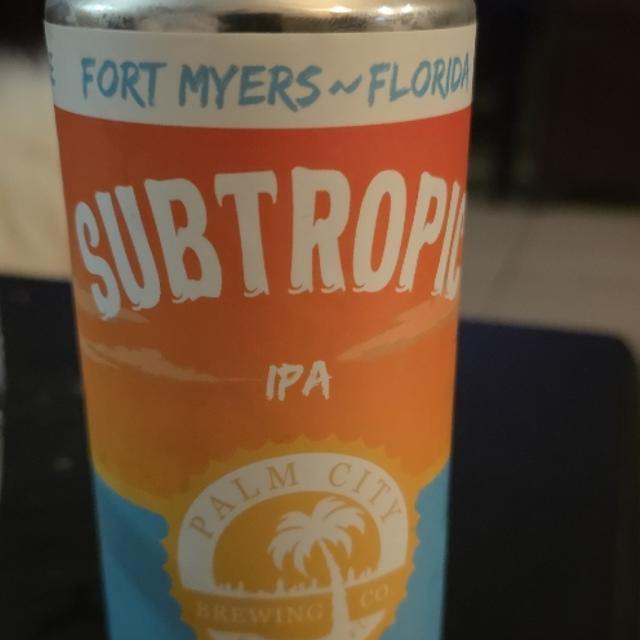 FORT MYERS~FLORIDA
SUBTROPIC
IPA
PALM CITY
BREWING CO.